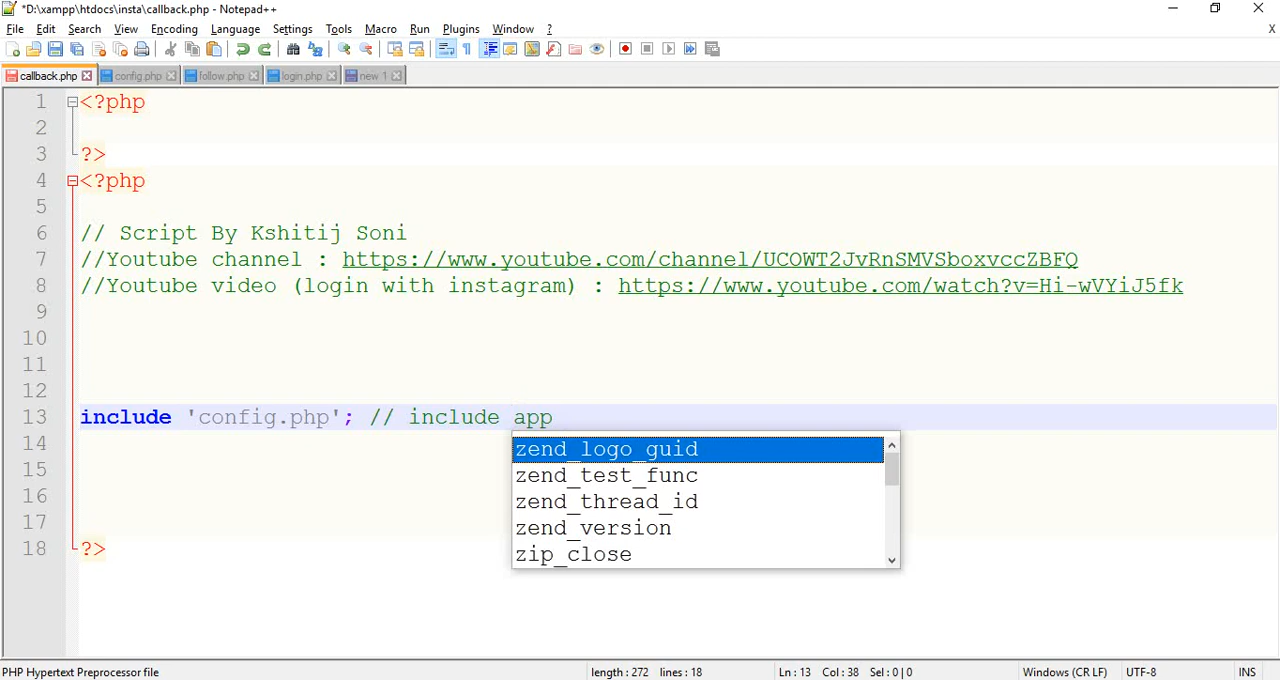 *D:\xampp\htdocs\insta\callback.php - Notepad++
File Edit Search View Encoding Language Settings Tools Macro Run Plugins Window ? X
callback.php config.php follow.php login.php new 1
1 <?php
2
3 ?>
4 <?php
5
6 // Script By Kshitij Soni
7 //Youtube channel : https://www.youtube.com/channel/UCOWT2JvRnSMVSboxvccZBFQ
8 //Youtube video (login with instagram) : https://www.youtube.com/watch?v=Hi-wVYiJ5fk
9
10
11
12
13 include 'config.php'; // include app
14 zend_logo_guid
15 zend_test_func
16 zend_thread_id
17 zend_version
18 ?> zip_close
PHP Hypertext Preprocessor file length : 272 lines : 18 Ln : 13 Col : 38 Sel : 0 | 0 Windows (CR LF) UTF-8 INS